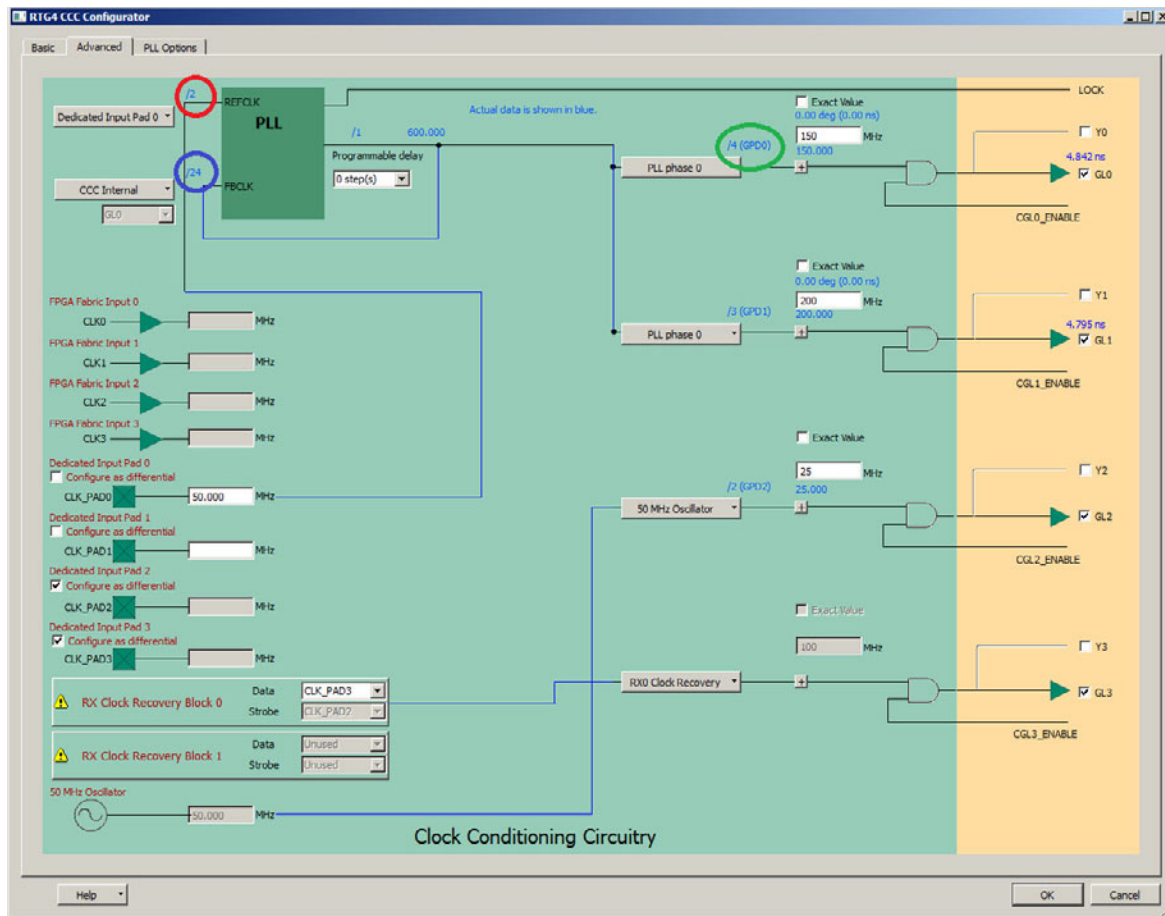 RTG4 CCC Configurator
Basic
Advanced
PLL Options
/2
REFCLK
Dedicated Input Pad 0
PLL
Actual data is shown in blue.
/1
600.000
Programmable delay
0 step(s)
/24
FBCLK
CCC Internal
GL0
Exact Value
0.00 deg (0.00 ns)
150 MHz
150.000
/4 (GPD0)
PLL phase 0
LOCK
Y0
4.842 ns
GL0
CGL0_ENABLE
Exact Value
0.00 deg (0.00 ns)
200 MHz
200.000
/3 (GPD1)
PLL phase 0
Y1
4.795 ns
GL1
CGL1_ENABLE
FPGA Fabric Input 0
CLK0 MHz
FPGA Fabric Input 1
CLK1 MHz
FPGA Fabric Input 2
CLK2 MHz
FPGA Fabric Input 3
CLK3 MHz
Dedicated Input Pad 0
Configure as differential
CLK_PAD0 50.000 MHz
Dedicated Input Pad 1
Configure as differential
CLK_PAD1 MHz
Dedicated Input Pad 2
Configure as differential
CLK_PAD2 MHz
Dedicated Input Pad 3
Configure as differential
CLK_PAD3 MHz
Exact Value
25 MHz
25.000
/2 (GPD2)
50 MHz Oscillator
Y2
GL2
CGL2_ENABLE
Exact Value
100 MHz
RX0 Clock Recovery
Y3
GL3
CGL3_ENABLE
RX Clock Recovery Block 0
Data CLK_PAD3
Strobe CLK_PAD2
RX Clock Recovery Block 1
Data Unused
Strobe Unused
50 MHz Oscillator
50.000 MHz
Clock Conditioning Circuitry
Help
OK
Cancel